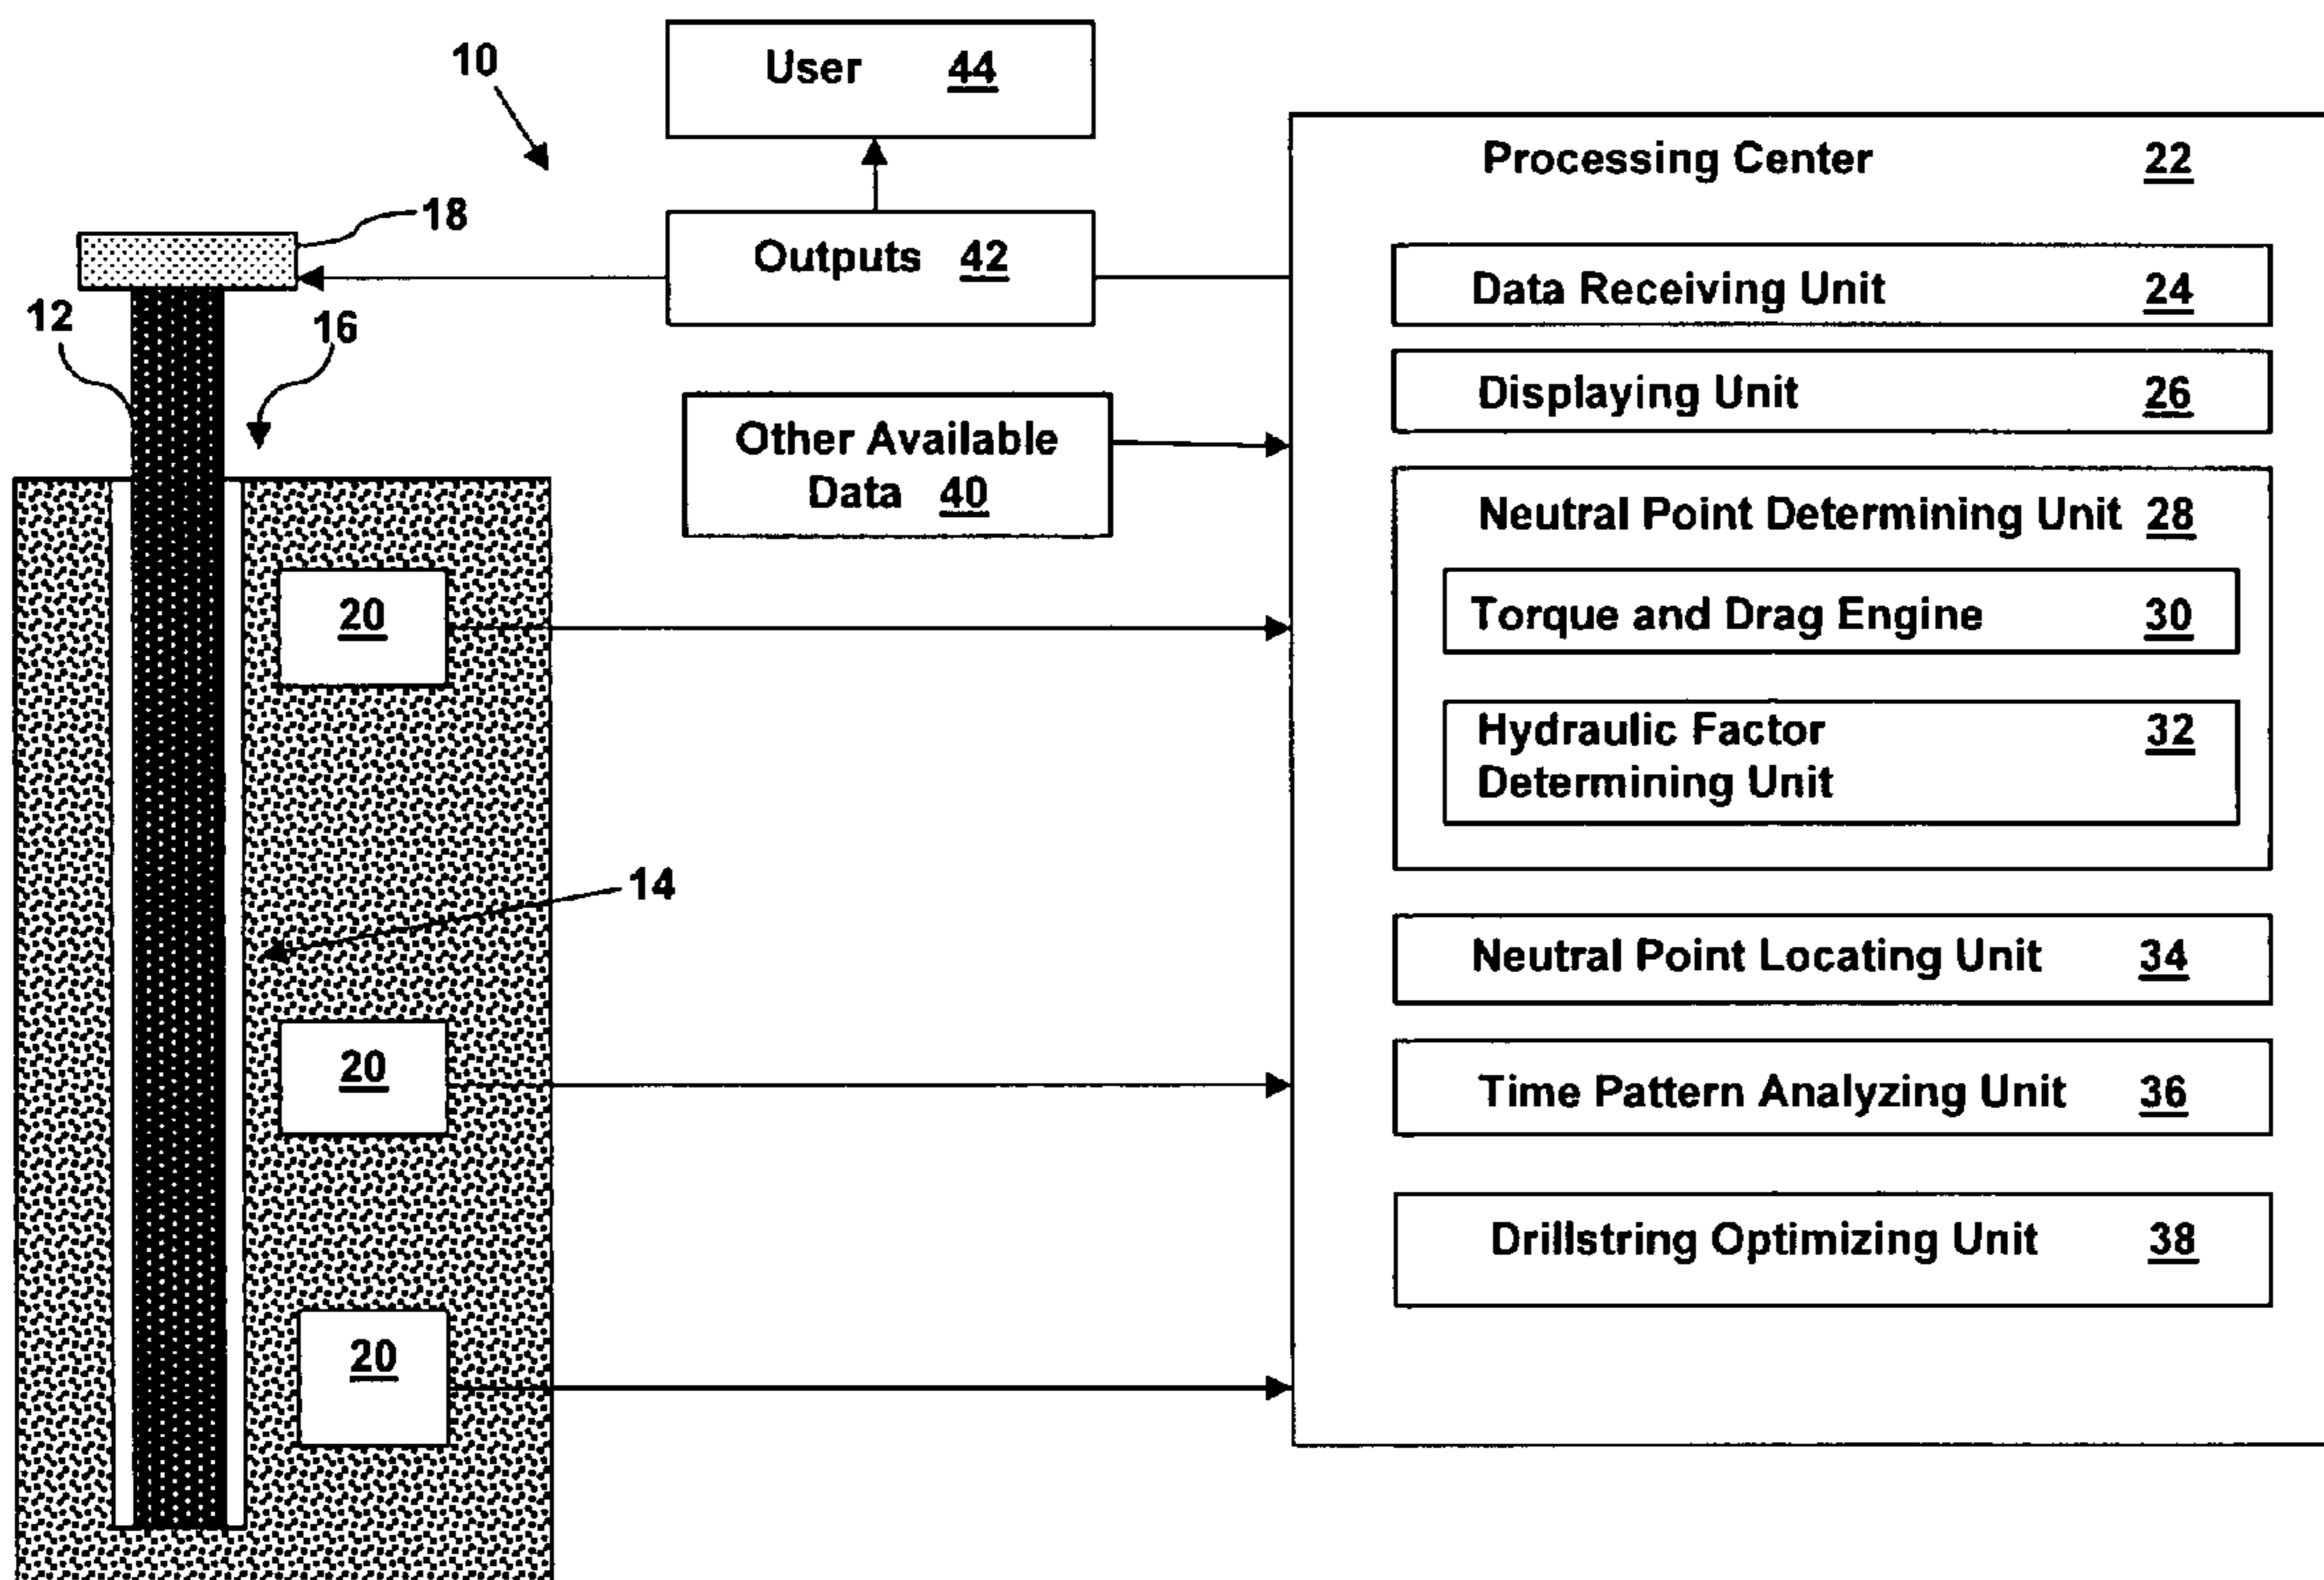 10
User 44
Processing Center 22
18
Outputs 42
Data Receiving Unit 24
12
16
Displaying Unit 26
Other Available
Data 40
Neutral Point Determining Unit 28
20
Torque and Drag Engine 30
Hydraulic Factor 32
Determining Unit
14
Neutral Point Locating Unit 34
20
Time Pattern Analyzing Unit 36
Drillstring Optimizing Unit 38
20